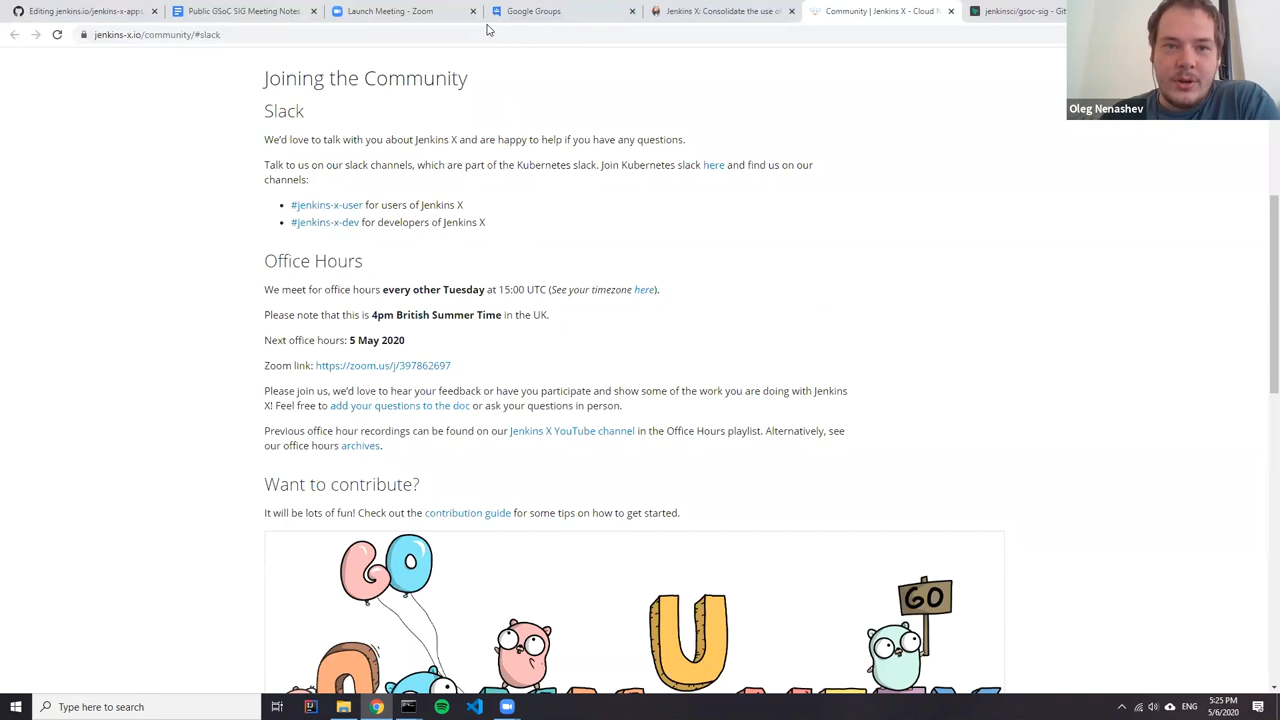 Editing jenkins.io/jenkins-x-apps
Public GSoC SIG Meeting Notes
Launch Meeting - Zoom
Google Groups
Jenkins X: Consolidate the use of
Community | Jenkins X - Cloud N
jenkinsci/gsoc-sig - Git
jenkins-x.io/community/#slack
Oleg Nenashev
Joining the Community
Slack
We'd love to talk with you about Jenkins X and are happy to help if you have any questions.
Talk to us on our slack channels, which are part of the Kubernetes slack. Join Kubernetes slack here and find us on our
channels:
#jenkins-x-user for users of Jenkins X
#jenkins-x-dev for developers of Jenkins X
Office Hours
We meet for office hours every other Tuesday at 15:00 UTC (See your timezone here).
Please note that this is 4pm British Summer Time in the UK.
Next office hours: 5 May 2020
Zoom link: https://zoom.us/j/397862697
Please join us, we'd love to hear your feedback or have you participate and show some of the work you are doing with Jenkins
X! Feel free to add your questions to the doc or ask your questions in person.
Previous office hour recordings can be found on our Jenkins X YouTube channel in the Office Hours playlist. Alternatively, see
our office hours archives.
Want to contribute?
It will be lots of fun! Check out the contribution guide for some tips on how to get started.
GO
U
GO
Type here to search
ENG
5:25 PM
5/6/2020